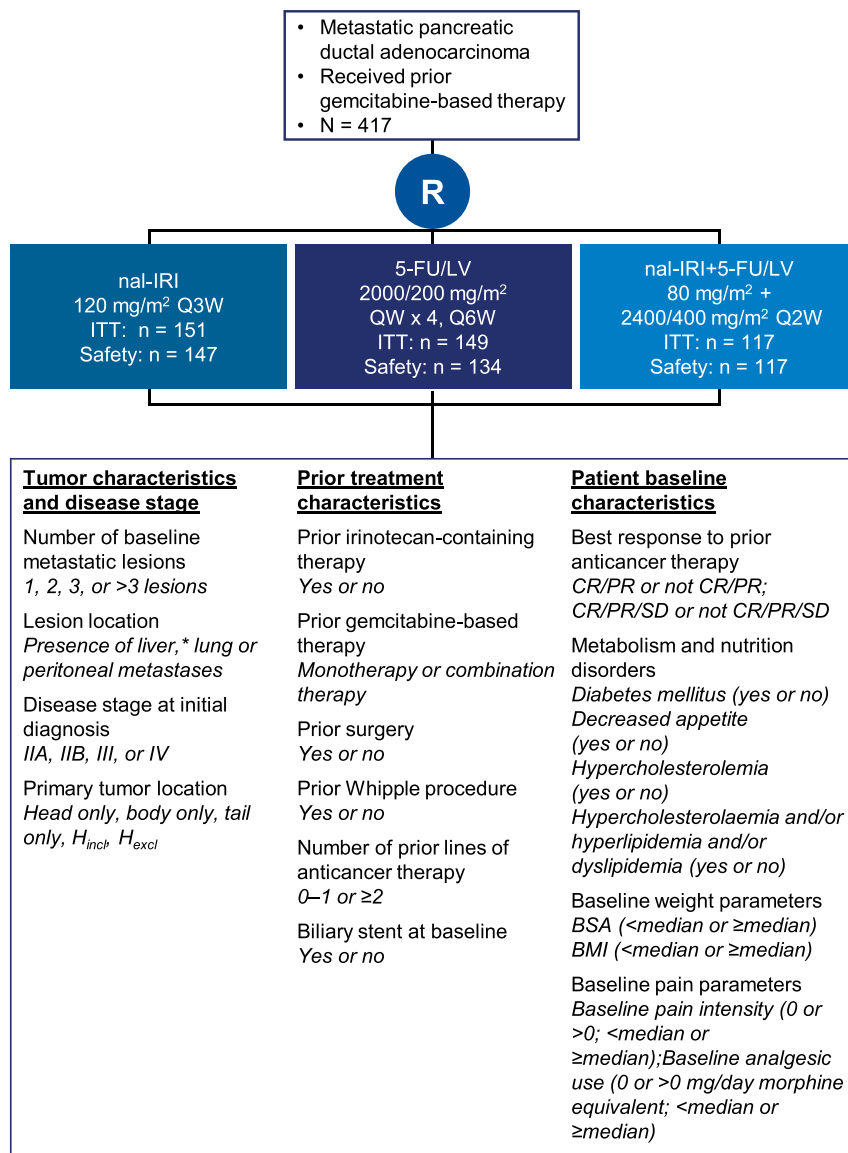 • Metastatic pancreatic
ductal adenocarcinoma
• Received prior
gemcitabine-based therapy
• N = 417
R
nal-IRI
120 mg/m² Q3W
ITT: n = 151
Safety: n = 147
5-FU/LV
2000/200 mg/m²
QW x 4, Q6W
ITT: n = 149
Safety: n = 134
nal-IRI+5-FU/LV
80 mg/m² +
2400/400 mg/m² Q2W
ITT: n = 117
Safety: n = 117
Tumor characteristics
and disease stage
Number of baseline
metastatic lesions
1, 2, 3, or >3 lesions
Lesion location
Presence of liver,* lung or
peritoneal metastases
Disease stage at initial
diagnosis
IIA, IIB, III, or IV
Primary tumor location
Head only, body only, tail
only, Hincl, Hexcl
Prior treatment
characteristics
Prior irinotecan-containing
therapy
Yes or no
Prior gemcitabine-based
therapy
Monotherapy or combination
therapy
Prior surgery
Yes or no
Prior Whipple procedure
Yes or no
Number of prior lines of
anticancer therapy
0–1 or ≥2
Biliary stent at baseline
Yes or no
Patient baseline
characteristics
Best response to prior
anticancer therapy
CR/PR or not CR/PR;
CR/PR/SD or not CR/PR/SD
Metabolism and nutrition
disorders
Diabetes mellitus (yes or no)
Decreased appetite
(yes or no)
Hypercholesterolemia
(yes or no)
Hypercholesterolaemia and/or
hyperlipidemia and/or
dyslipidemia (yes or no)
Baseline weight parameters
BSA (<median or ≥median)
BMI (<median or ≥median)
Baseline pain parameters
Baseline pain intensity (0 or
>0; <median or
≥median);Baseline analgesic
use (0 or >0 mg/day morphine
equivalent; <median or
≥median)